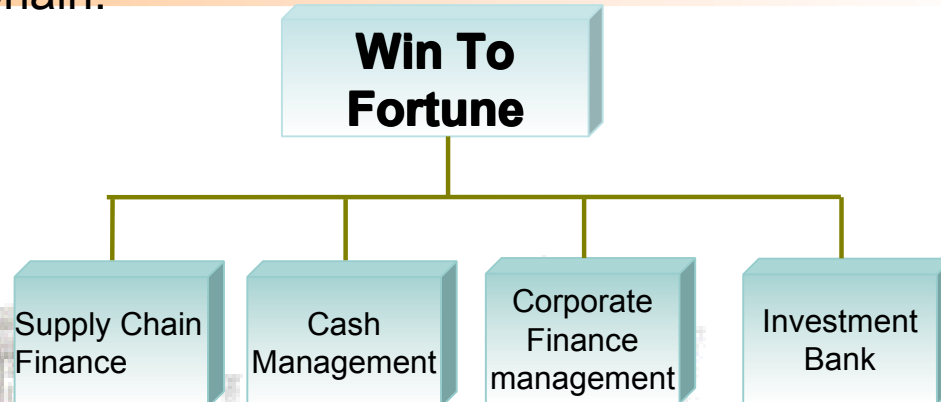 Win To
Fortune
Supply Chain
Finance
Cash
Management
Corporate
Finance
management
Investment
Bank